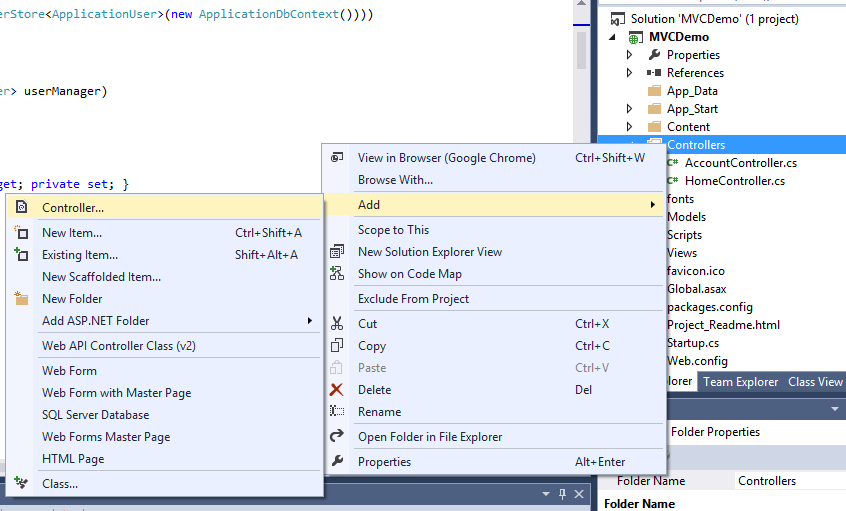 erStore<ApplicationUser>(new ApplicationDbContext())))
er> userManager)
get; private set; }
Solution 'MVCDemo' (1 project)
MVCDemo
Properties
References
App_Data
App_Start
Content
Controllers
C# AccountController.cs
C# HomeController.cs
fonts
Models
Scripts
Views
favicon.ico
Global.asax
packages.config
Project_Readme.html
Startup.cs
Web.config
View in Browser (Google Chrome) Ctrl+Shift+W
Browse With...
Add
Scope to This
New Solution Explorer View
Show on Code Map
Exclude From Project
Cut Ctrl+X
Copy Ctrl+C
Paste Ctrl+V
Delete Del
Rename
Open Folder in File Explorer
Properties Alt+Enter
Controller...
New Item... Ctrl+Shift+A
Existing Item... Shift+Alt+A
New Scaffolded Item...
New Folder
Add ASP.NET Folder
Web API Controller Class (v2)
Web Form
Web Form with Master Page
SQL Server Database
Web Forms Master Page
HTML Page
Class...
lorer Team Explorer Class View
Folder Properties
Folder Name Controllers
Folder Name